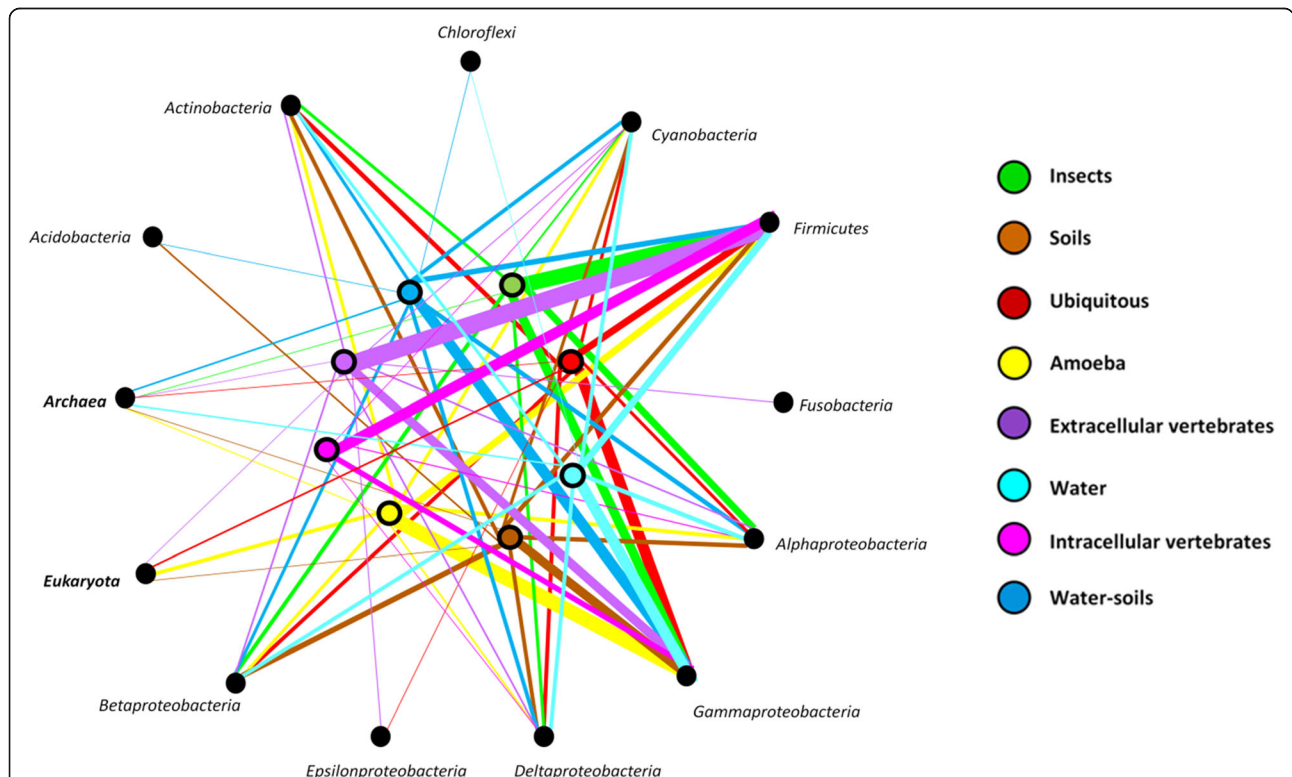 Chloroflexi
Actinobacteria
Cyanobacteria
Insects
Firmicutes
Acidobacteria
Soils
Ubiquitous
Amoeba
Archaea
Fusobacteria
Extracellular vertebrates
Water
Alphaproteobacteria
Intracellular vertebrates
Eukaryota
Water-soils
Betaproteobacteria
Gammaproteobacteria
Epsilonproteobacteria
Deltaproteobacteria